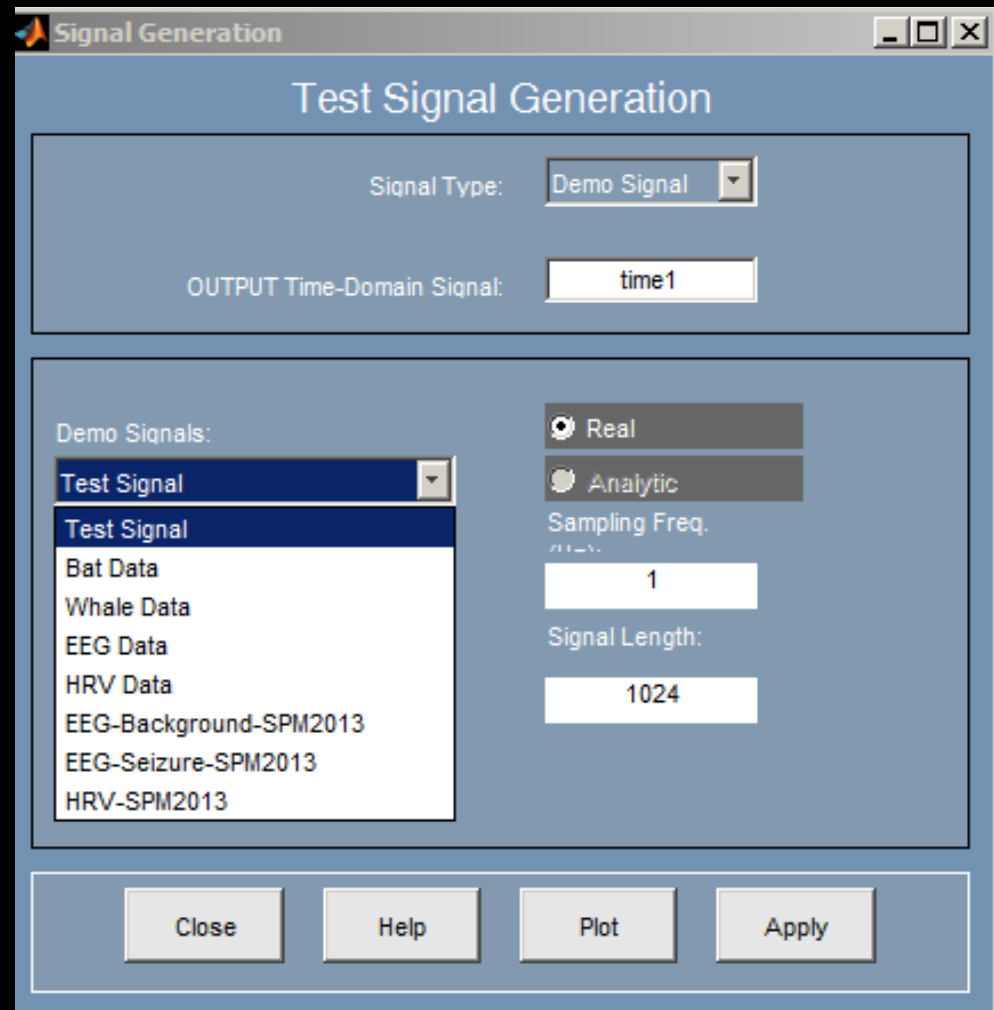 Signal Generation
Test Signal Generation
Signal Type:
Demo Signal
OUTPUT Time-Domain Signal:
time1
Demo Signals:
Test Signal
Test Signal
Bat Data
Whale Data
EEG Data
HRV Data
EEG-Background-SPM2013
EEG-Seizure-SPM2013
HRV-SPM2013
Real
Analytic
Sampling Freq.
1
Signal Length:
1024
Close
Help
Plot
Apply